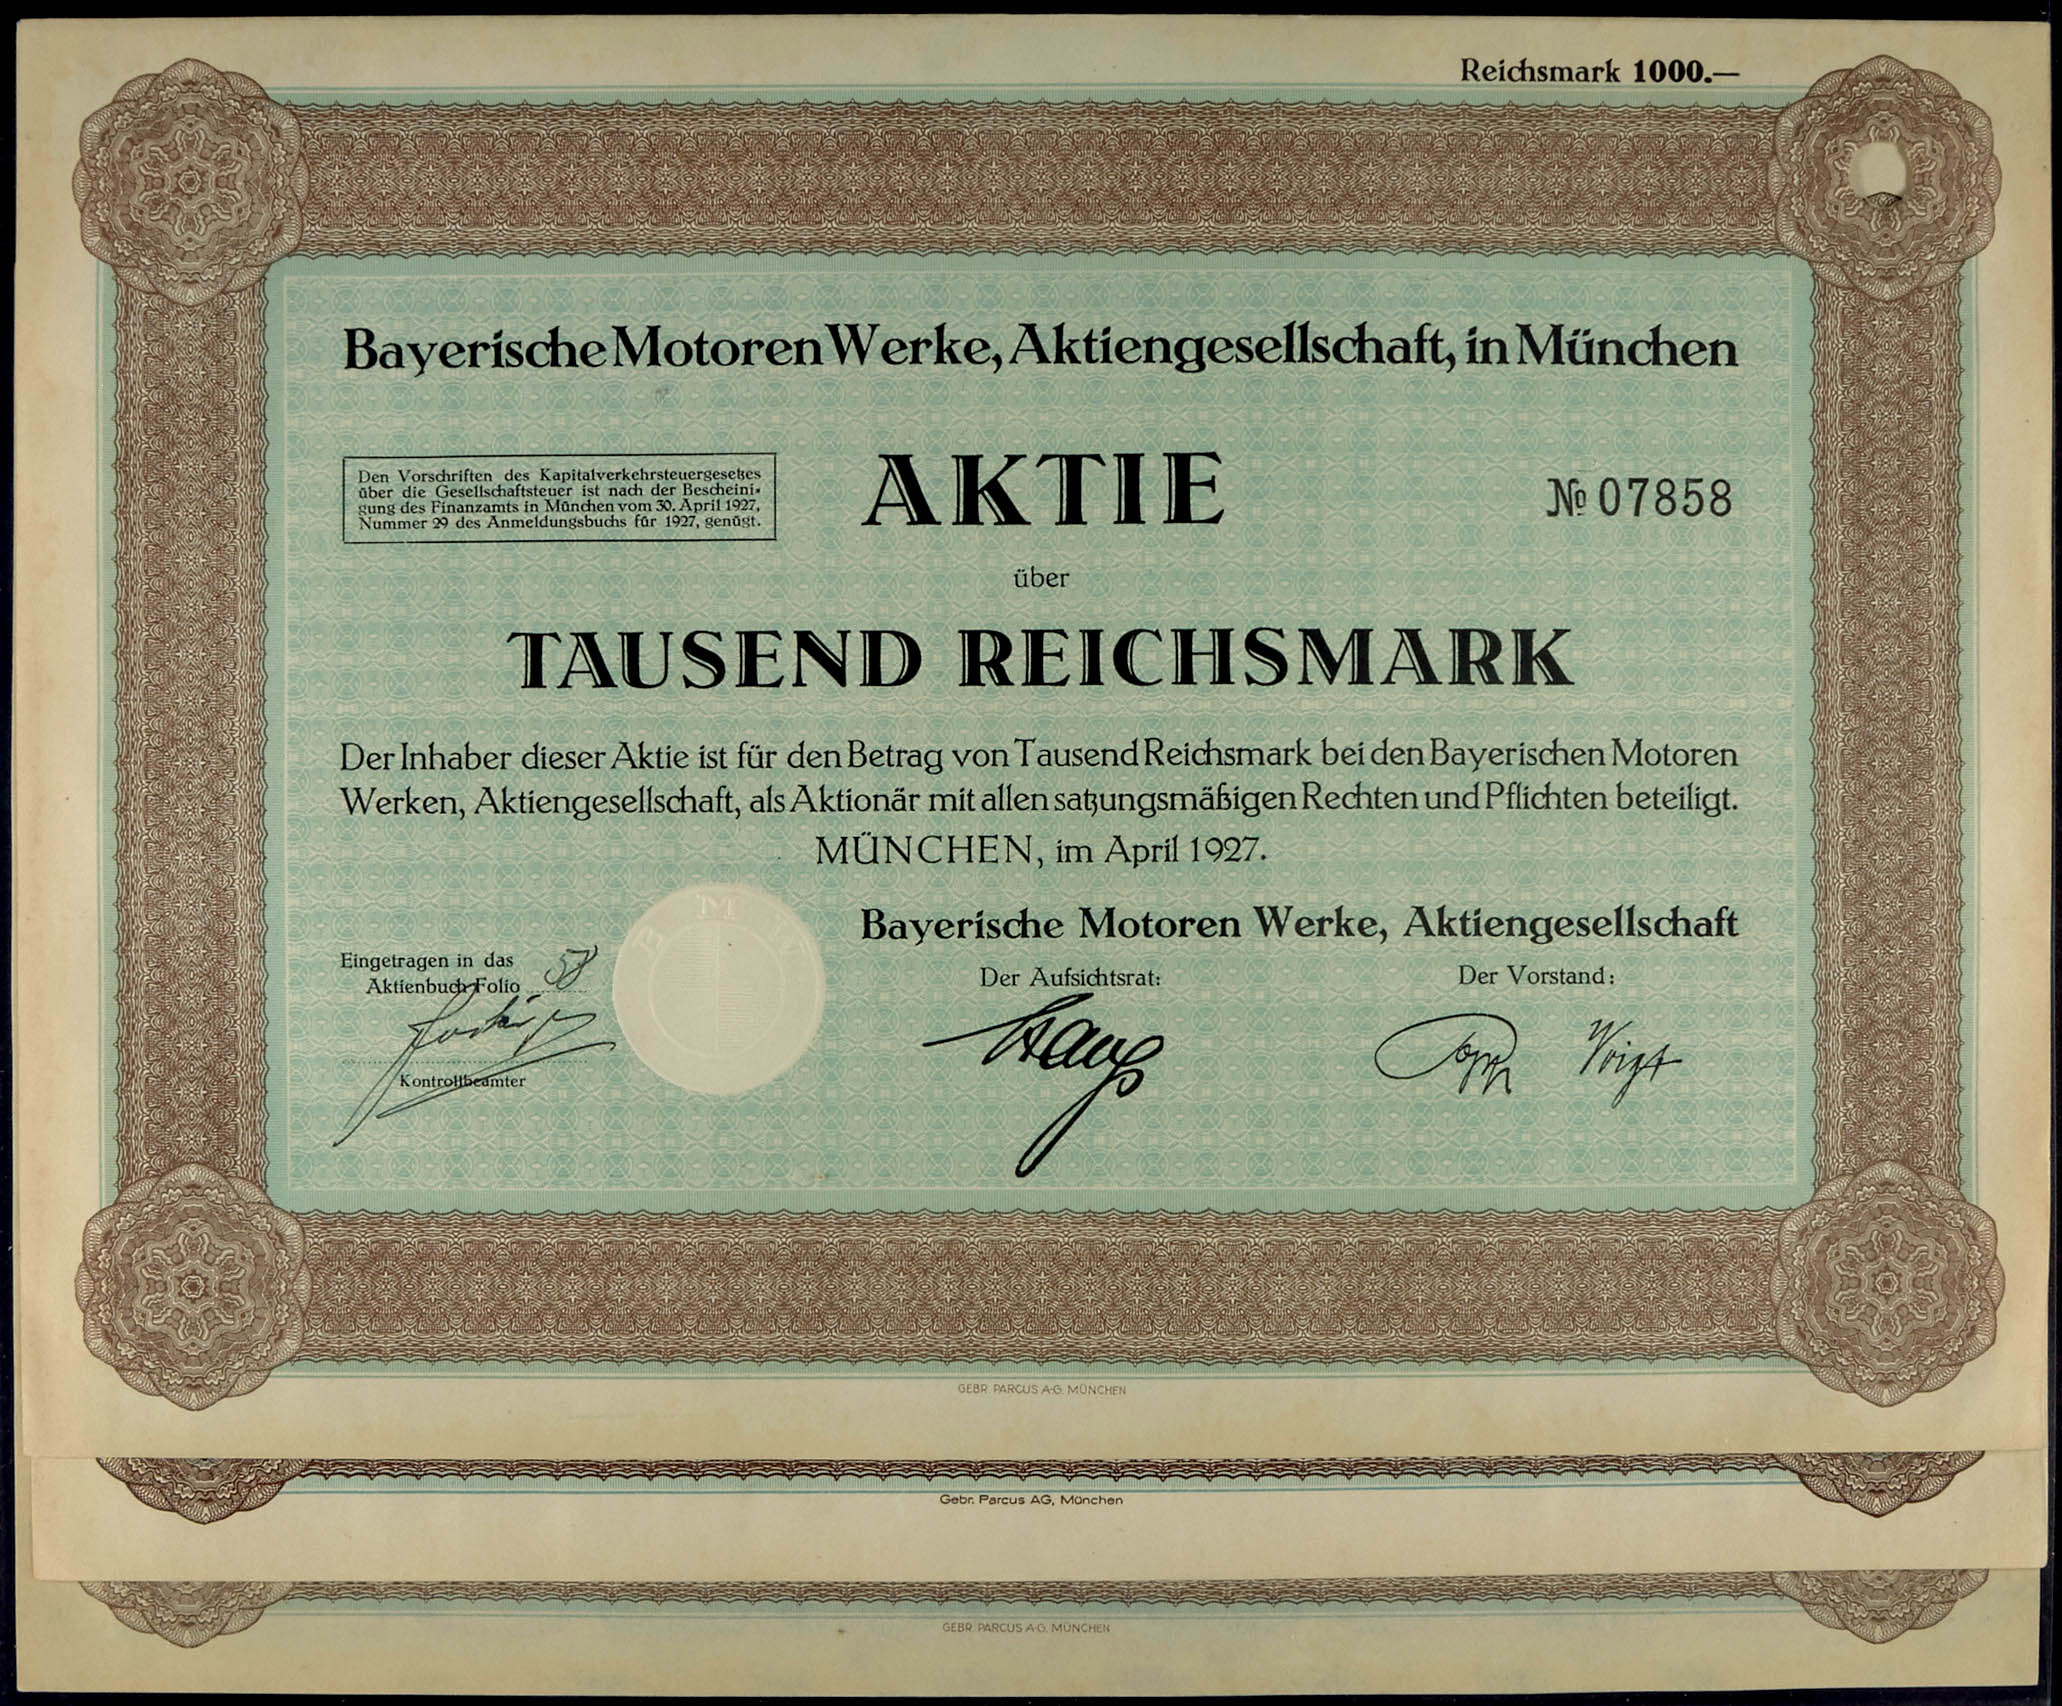 Reichsmark 1000.—
Bayerische Motoren Werke, Aktiengesellschaft, in München
Den Vorschriften des Kapitalverkehrsteuergesetzes
über die Gesellschaftsteuer ist nach der Bescheini-
gung des Finanzamts in München vom 30. April 1927,
Nummer 29 des Anmeldungsbuchs für 1927, genügt.
AKTIE
№ 07858
über
TAUSEND REICHSMARK
Der Inhaber dieser Aktie ist für den Betrag von Tausend Reichsmark bei den Bayerischen Motoren
Werken, Aktiengesellschaft, als Aktionär mit allen satzungsmäßigen Rechten und Pflichten beteiligt.
MÜNCHEN, im April 1927.
Bayerische Motoren Werke, Aktiengesellschaft
Eingetragen in das
Aktienbuch Folio 58
Kontrollbeamter
B M W
Der Aufsichtsrat:
Der Vorstand:
Popp Voigt
GEBR. PARCUS A-G. MÜNCHEN
Gebr. Parcus AG, München
GEBR. PARCUS A-G. MÜNCHEN